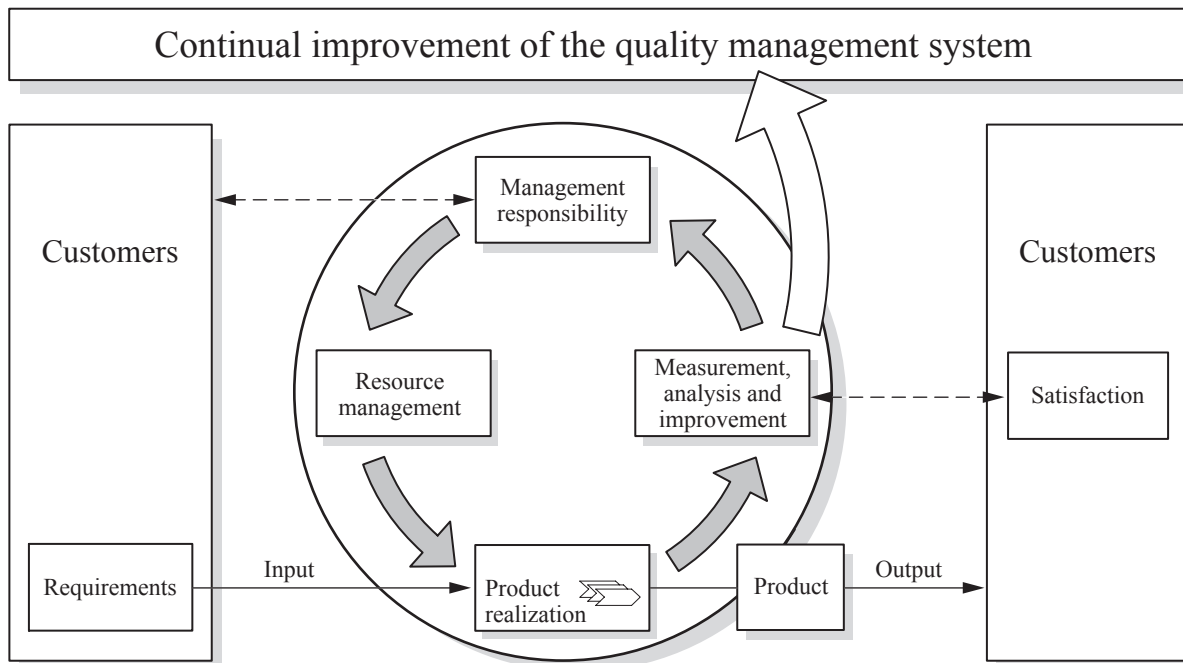 Continual improvement of the quality management system
Management
responsibility
Customers
Customers
Resource
management
Measurement,
analysis and
improvement
Satisfaction
Requirements
Input
Product
realization
Product
Output